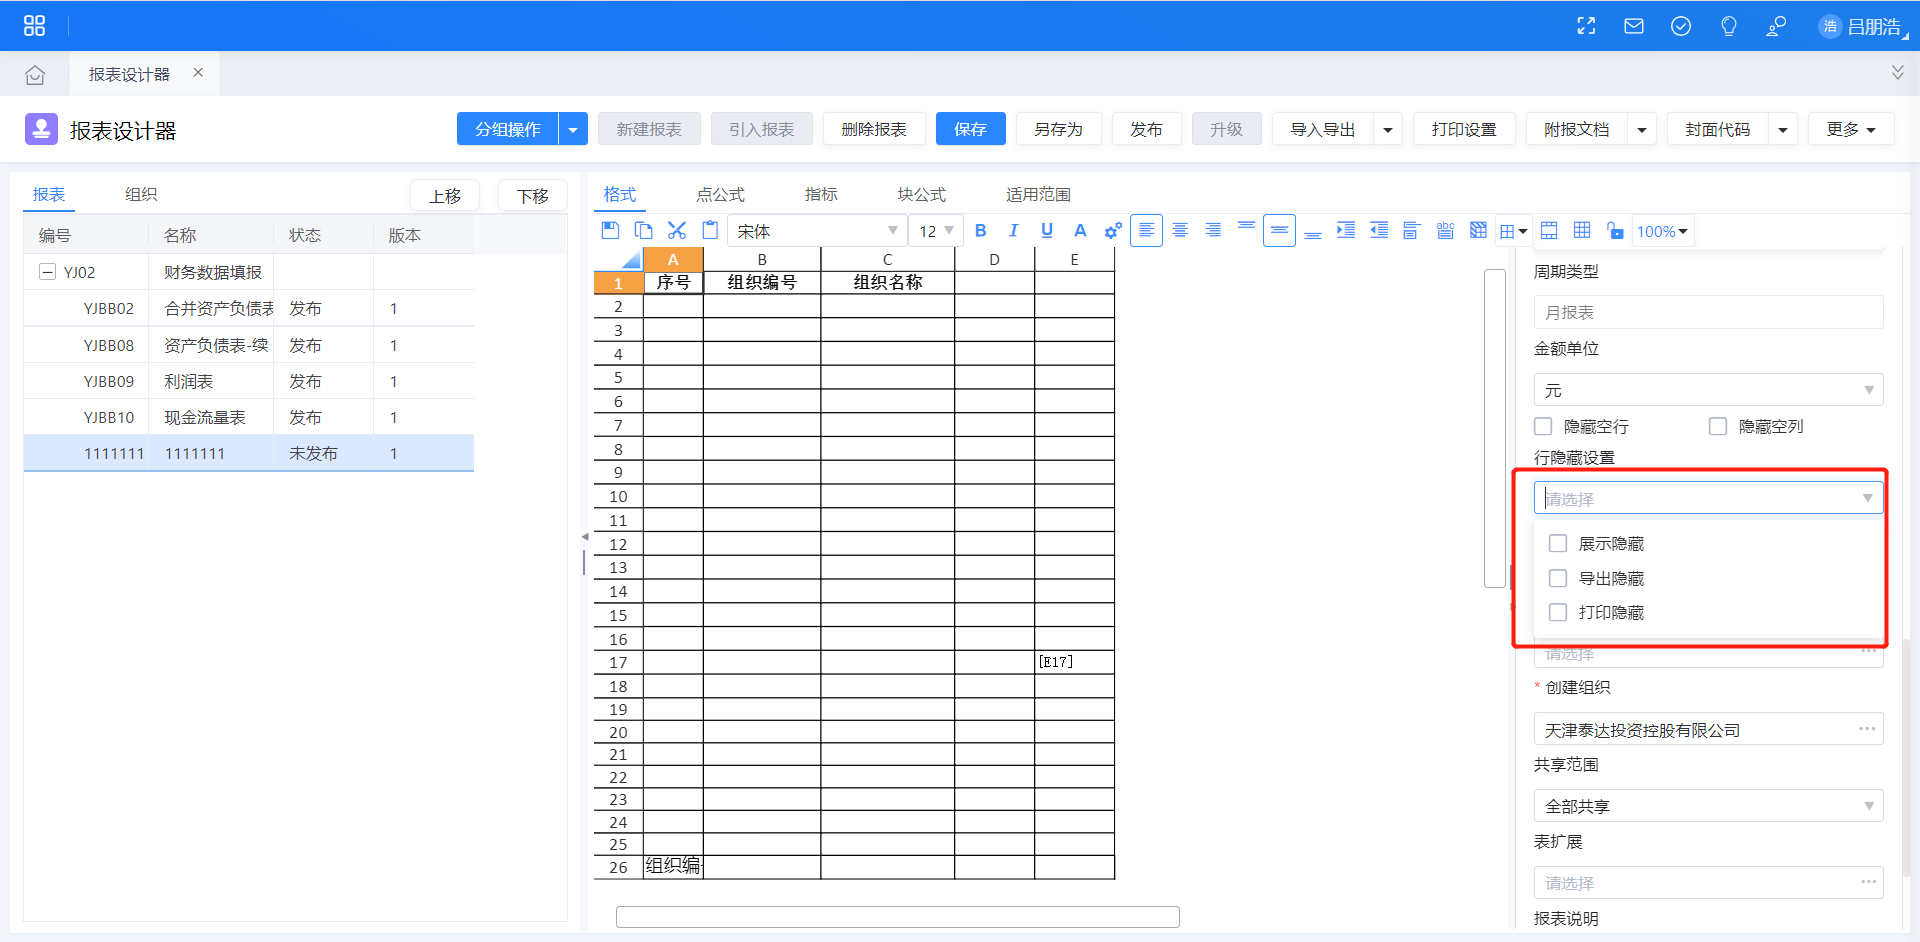 浩 吕朋浩
报表设计器 ×
报表设计器 分组操作 新建报表 引入报表 删除报表 保存 另存为 发布 升级 导入导出 打印设置 附报文档 封面代码 更多
报表 组织 上移 下移
编号 名称 状态 版本
YJ02 财务数据填报
YJBB02 合并资产负债表 发布 1
YJBB08 资产负债表-续 发布 1
YJBB09 利润表 发布 1
YJBB10 现金流量表 发布 1
1111111 1111111 未发布 1
格式 点公式 指标 块公式 适用范围
宋体 12 B I U A abc 100%
A B C D E
1 序号 组织编号 组织名称
2
3
4
5
6
7
8
9
10
11
12
13
14
15
16
17 [E17]
18
19
20
21
22
23
24
25
26 组织编
周期类型
月报表
金额单位
元
隐藏空行 隐藏空列
行隐藏设置
请选择
展示隐藏
导出隐藏
打印隐藏
请选择 ···
* 创建组织
天津泰达投资控股有限公司 ···
共享范围
全部共享
表扩展
请选择 ···
报表说明